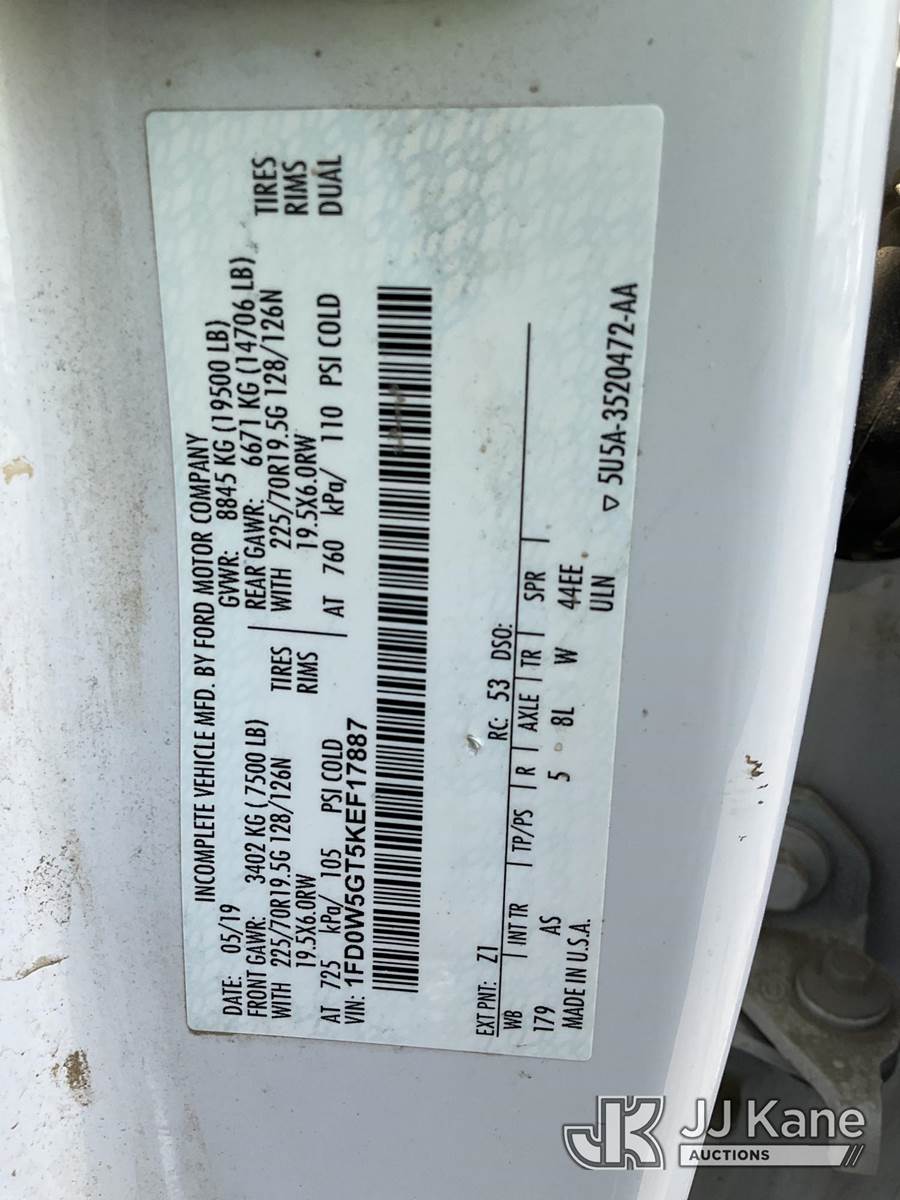 INCOMPLETE VEHICLE MFD. BY FORD MOTOR COMPANY
DATE: 05/19 GVWR: 8845 KG (19500 LB)
FRONT GAWR: 3402 KG (7500 LB) REAR GAWR: 6671 KG (14706 LB)
WITH 225/70R19.5G 128/126N TIRES WITH 225/70R19.5G 128/126N TIRES
19.5X6.0RW RIMS 19.5X6.0RW RIMS
AT 725 kPa/ 105 PSI COLD AT 760 kPa/ 110 PSI COLD DUAL
VIN: 1FD0W5GT5KEF17887
EXT PNT: Z1 RC: 53 DSO:
WB INT TR TP/PS R AXLE TR SPR
179 AS 5 8L W 44EE
MADE IN U.S.A. ULN
▽ 5U5A-3520472-AA
JK JJ Kane
AUCTIONS